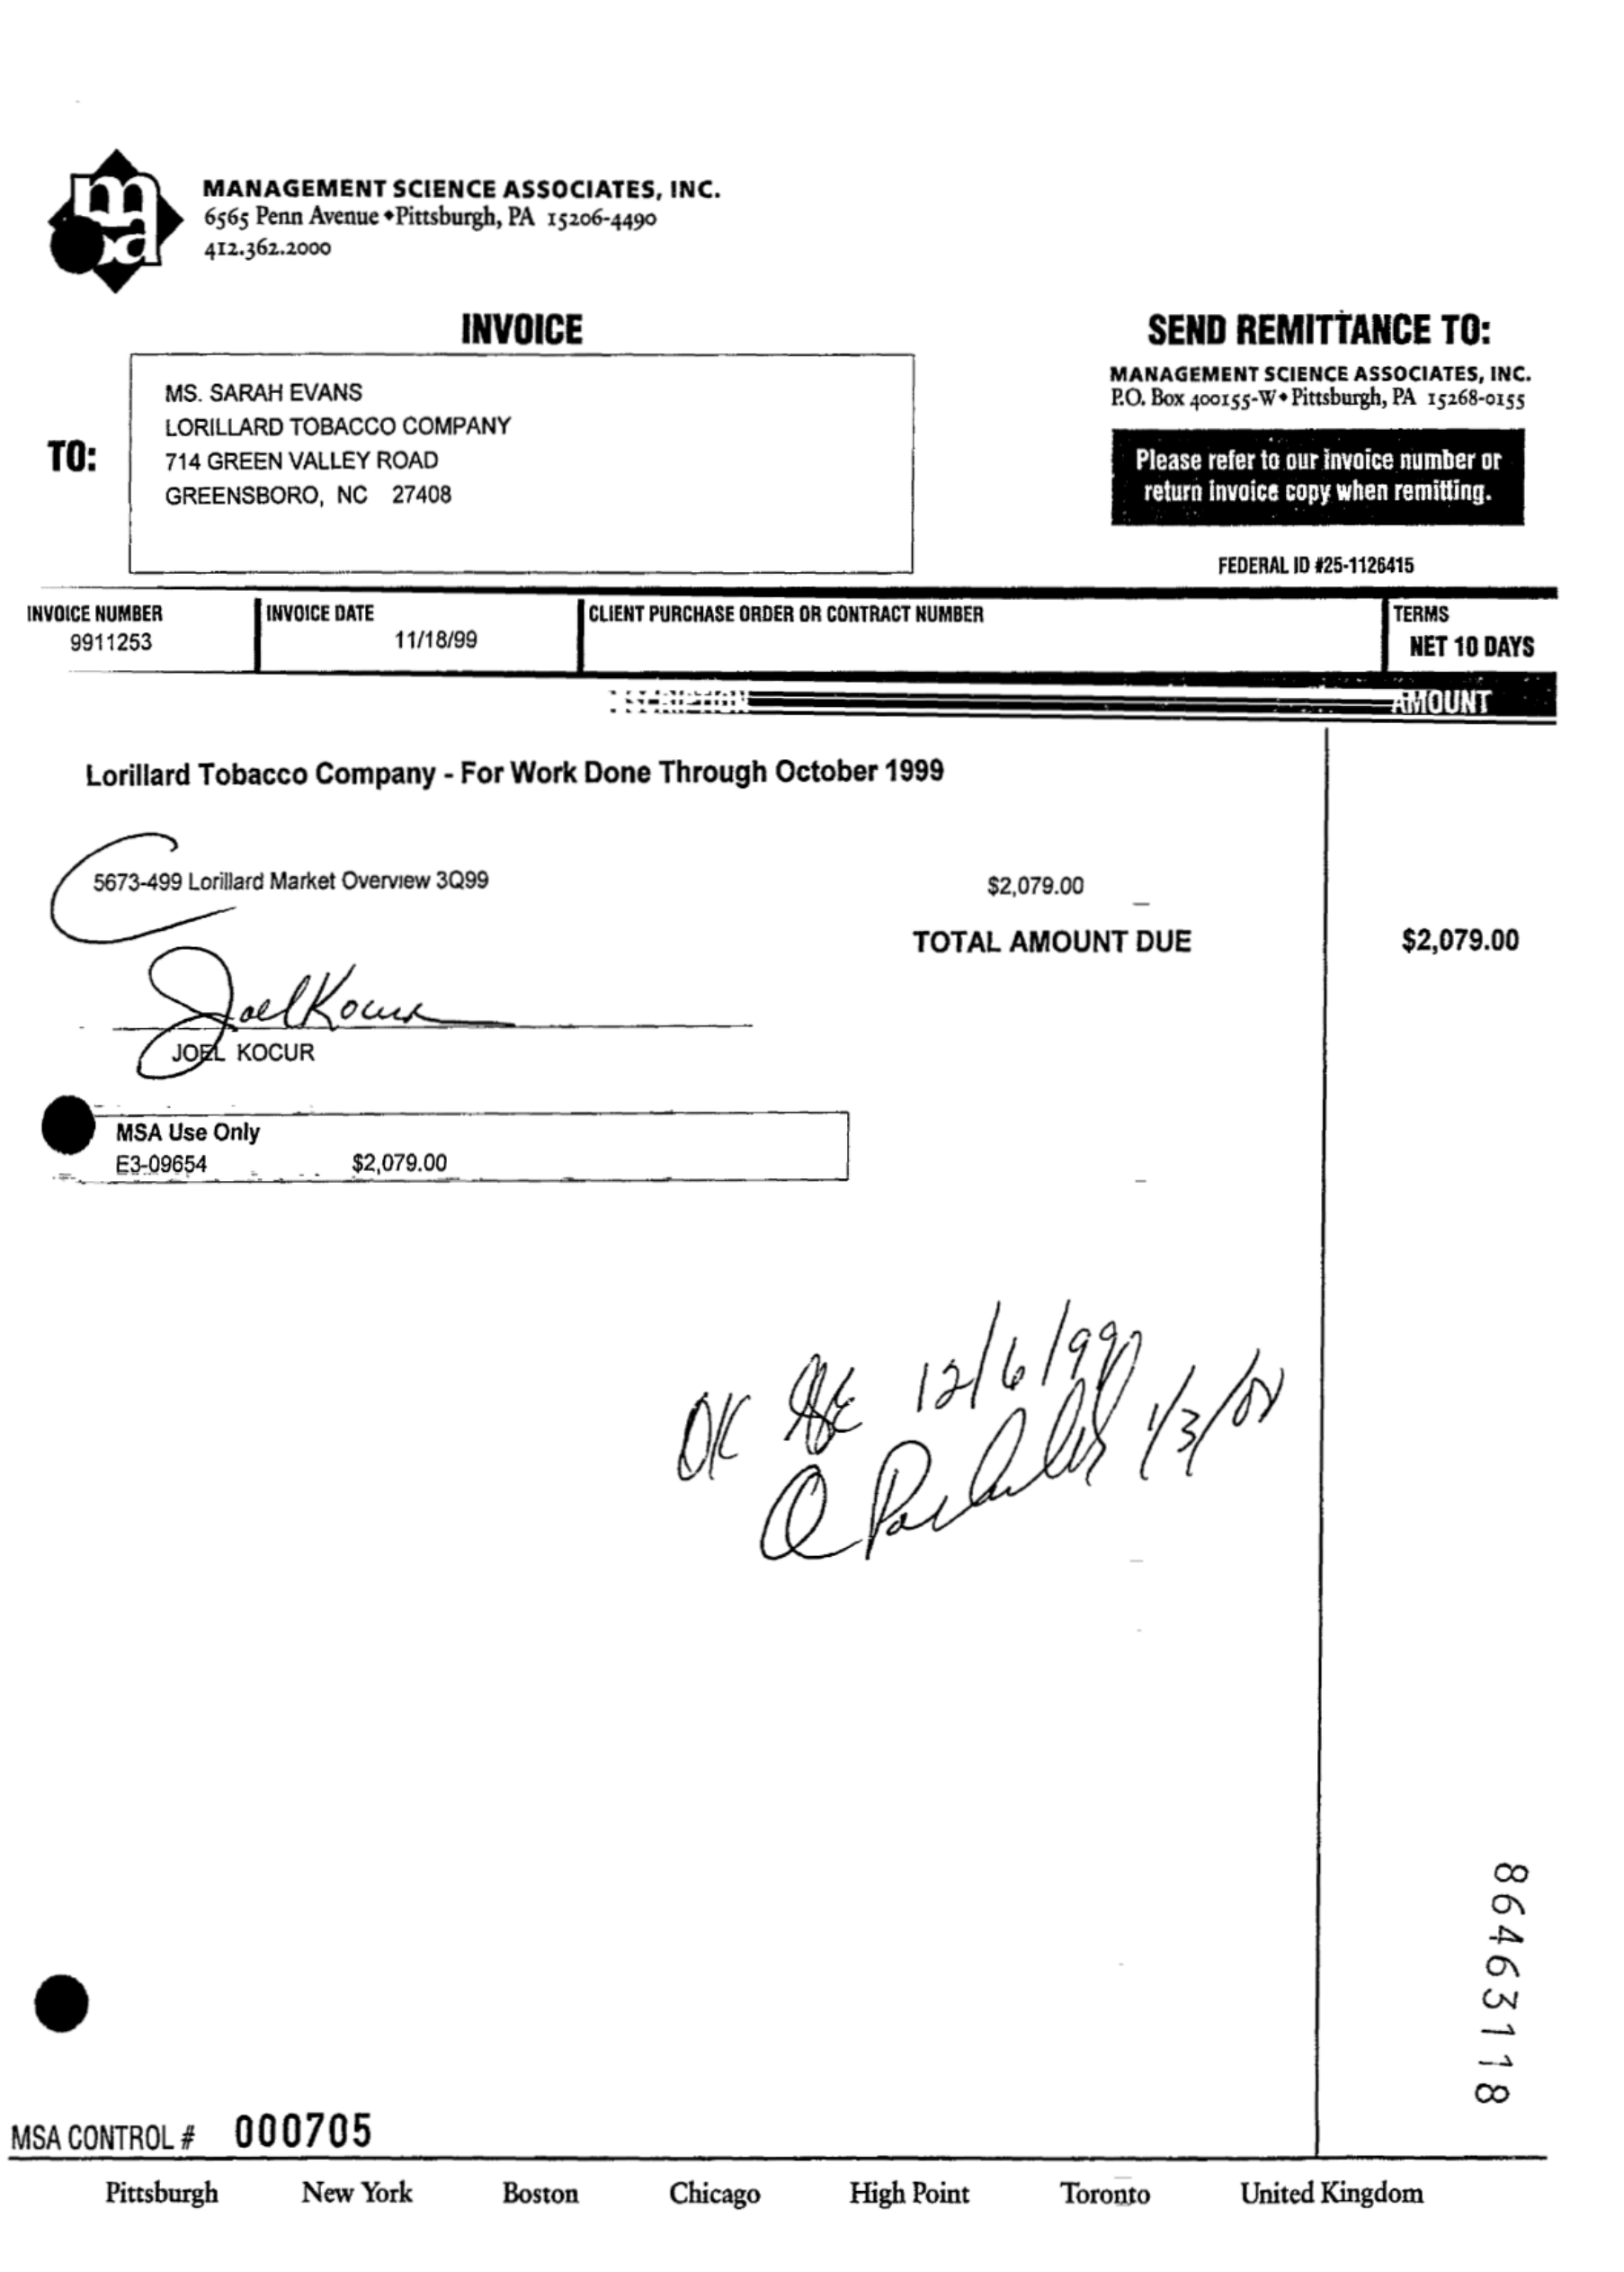 msa
MANAGEMENT SCIENCE ASSOCIATES, INC.
6565 Penn Avenue ◆ Pittsburgh, PA 15206-4490
412.362.2000
INVOICE
TO:
MS. SARAH EVANS
LORILLARD TOBACCO COMPANY
714 GREEN VALLEY ROAD
GREENSBORO, NC 27408
SEND REMITTANCE TO:
MANAGEMENT SCIENCE ASSOCIATES, INC.
P.O. Box 400155-W ◆ Pittsburgh, PA 15268-0155
Please refer to our invoice number or
return invoice copy when remitting.
FEDERAL ID #25-1126415
INVOICE NUMBER INVOICE DATE CLIENT PURCHASE ORDER OR CONTRACT NUMBER TERMS
9911253 11/18/99 NET 10 DAYS
DESCRIPTION AMOUNT
Lorillard Tobacco Company - For Work Done Through October 1999
5673-499 Lorillard Market Overview 3Q99 $2,079.00
TOTAL AMOUNT DUE $2,079.00
Joel Kocur
JOEL KOCUR
MSA Use Only
E3-09654 $2,079.00
OK 12/6/99
1/3/00
86463118
MSA CONTROL # 000705
Pittsburgh New York Boston Chicago High Point Toronto United Kingdom